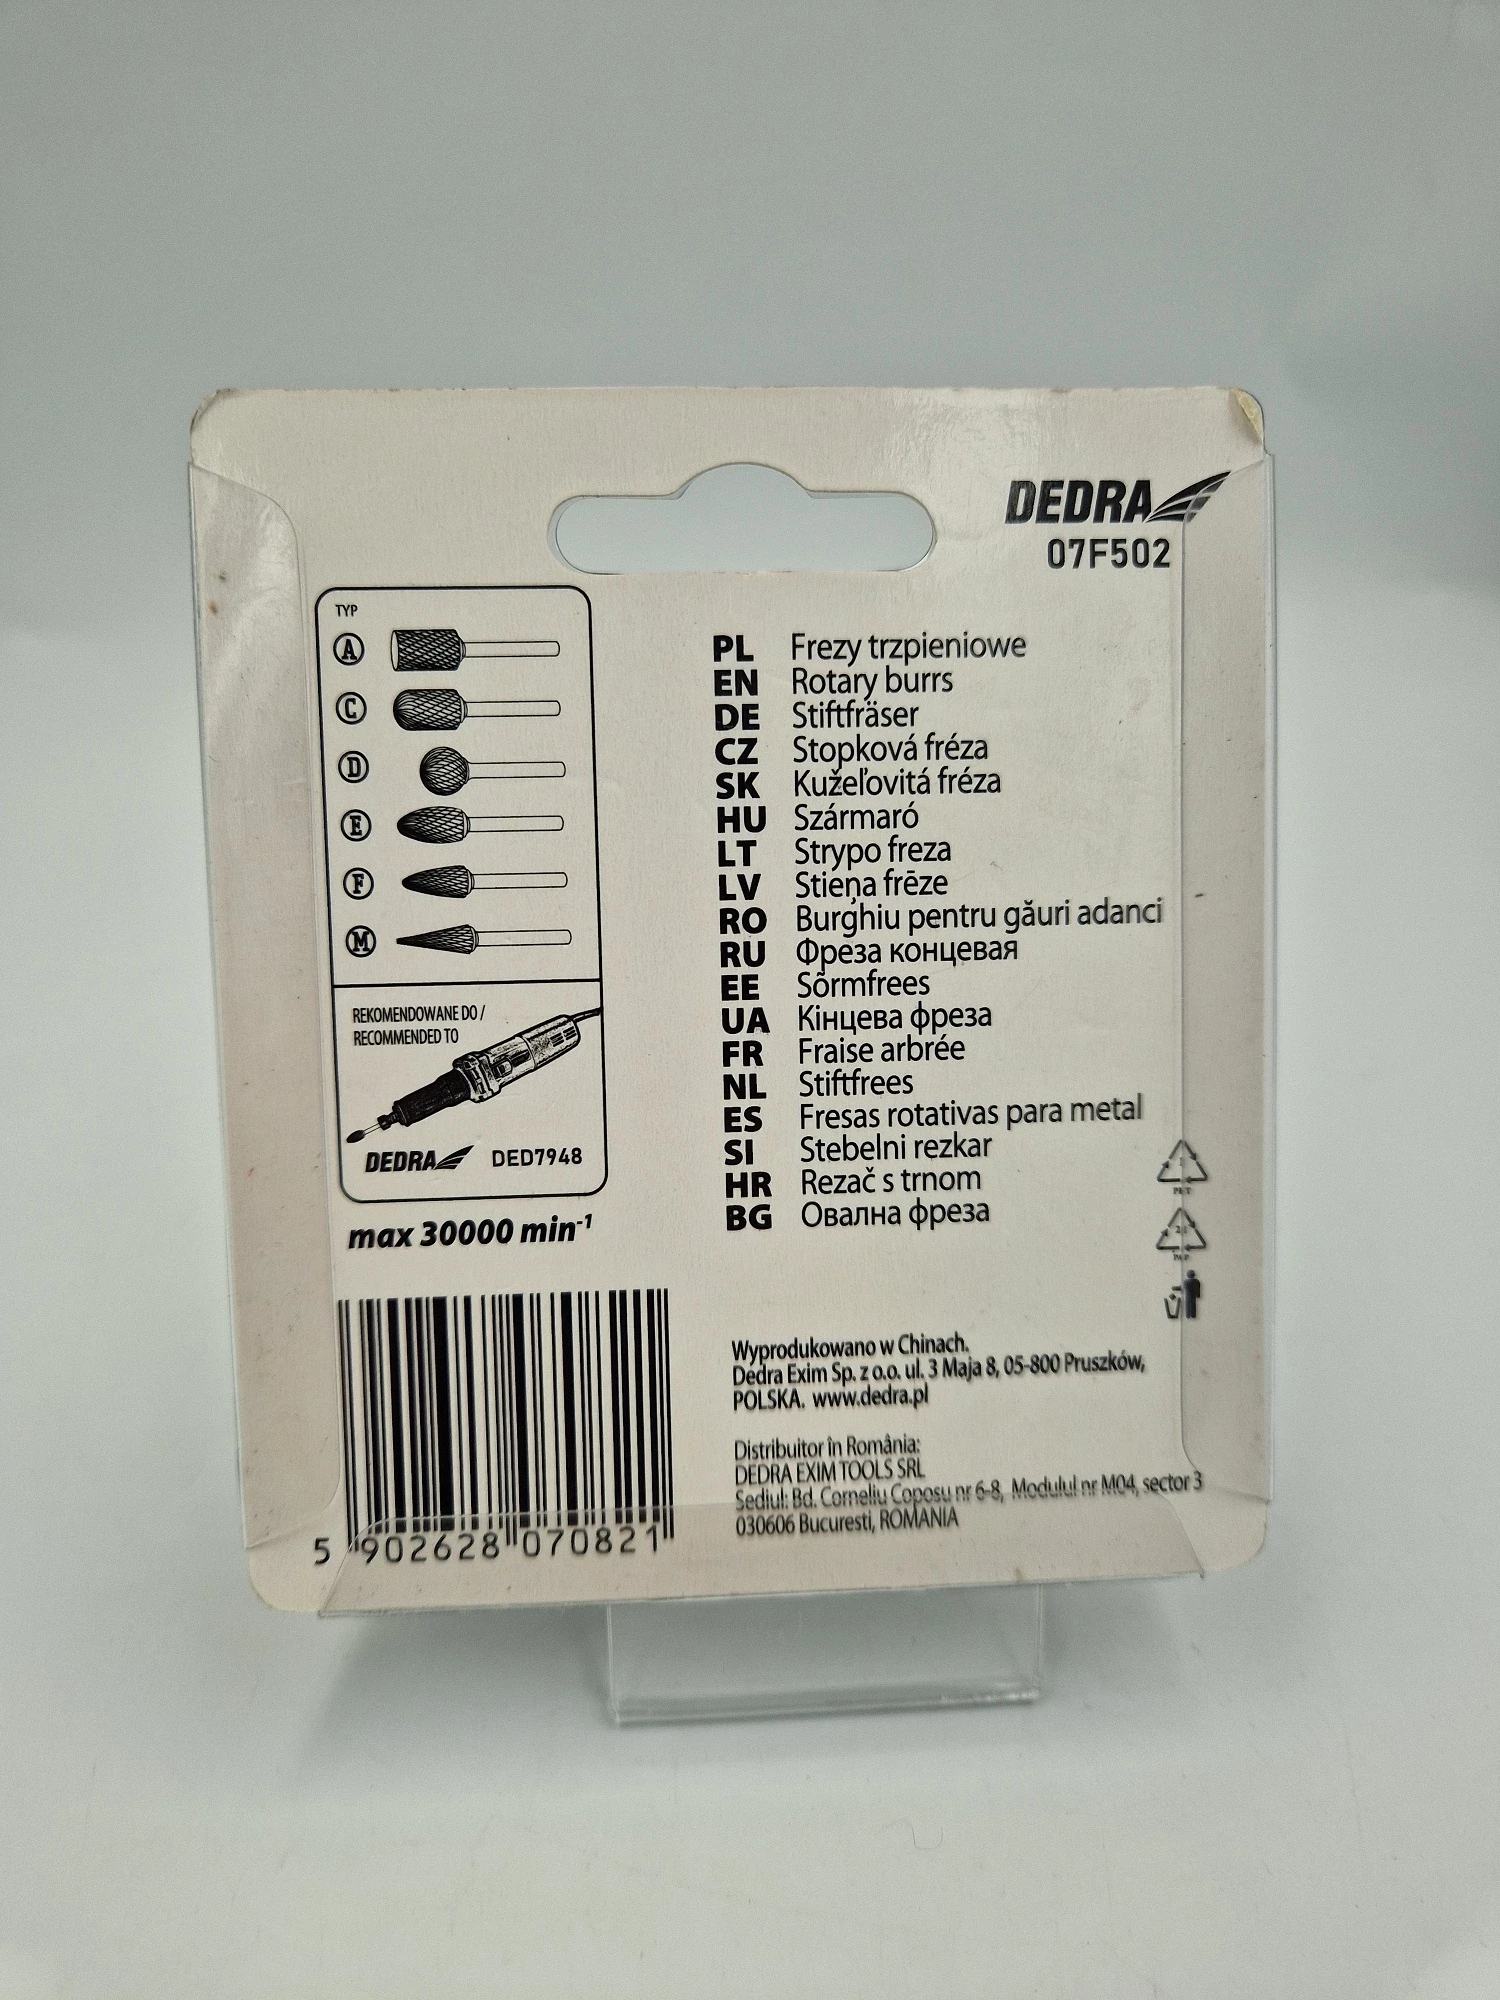 DEDRA
07F502
TYP
A
C
D
E
F
M
REKOMENDOWANE DO /
RECOMMENDED TO
DEDRA DED7948
max 30000 min⁻¹
PL Frezy trzpieniowe
EN Rotary burrs
DE Stiftfräser
CZ Stopková fréza
SK Kužeľovitá fréza
HU Szármaró
LT Strypo freza
LV Stieņa frēze
RO Burghiu pentru găuri adanci
RU Фреза концевая
EE Sõrmfrees
UA Кінцева фреза
FR Fraise arbrée
NL Stiftfrees
ES Fresas rotativas para metal
SI Stebelni rezkar
HR Rezač s trnom
BG Овална фреза
PET
PAP
5 902628 070821
Wyprodukowano w Chinach.
Dedra Exim Sp. z o.o. ul. 3 Maja 8, 05-800 Pruszków,
POLSKA. www.dedra.pl
Distribuitor în România:
DEDRA EXIM TOOLS SRL
Sediul: Bd. Corneliu Coposu nr 6-8, Modulul nr M04, sector 3
030606 Bucuresti, ROMANIA